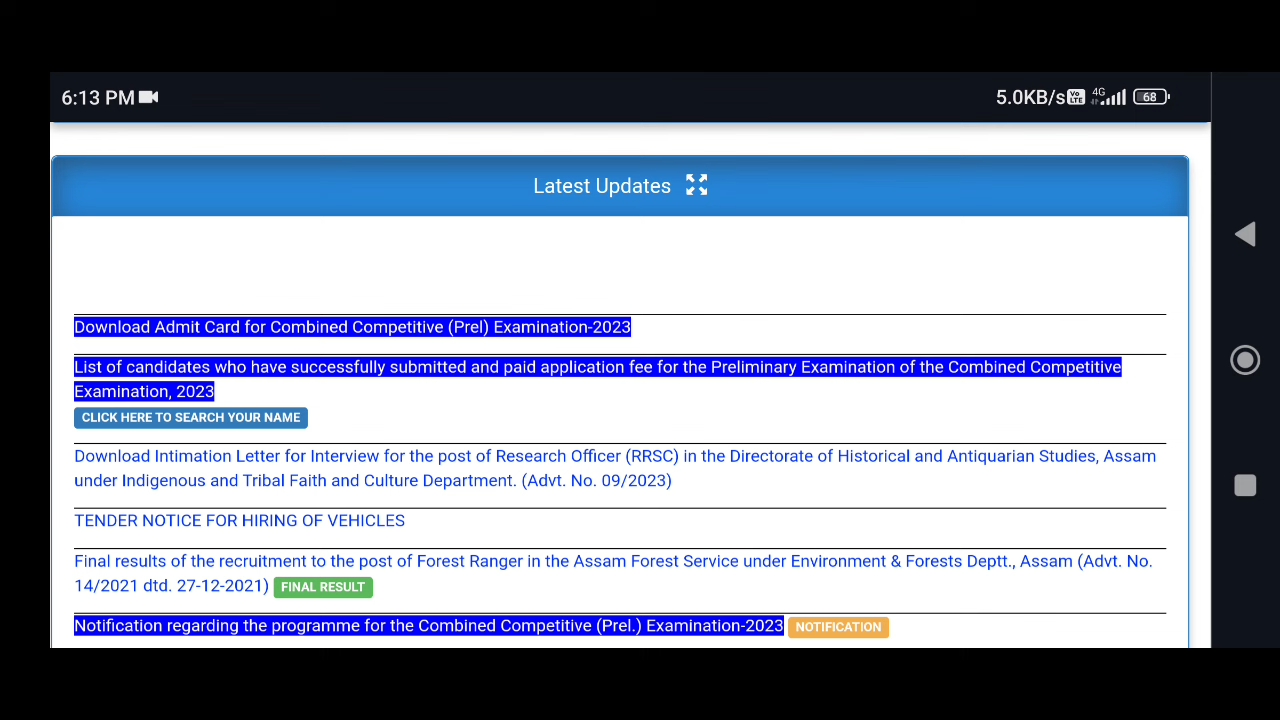 6:13 PM
5.0KB/s Vo LTE 4G 68
Latest Updates
Download Admit Card for Combined Competitive (Prel) Examination-2023
List of candidates who have successfully submitted and paid application fee for the Preliminary Examination of the Combined Competitive
Examination, 2023
CLICK HERE TO SEARCH YOUR NAME
Download Intimation Letter for Interview for the post of Research Officer (RRSC) in the Directorate of Historical and Antiquarian Studies, Assam
under Indigenous and Tribal Faith and Culture Department. (Advt. No. 09/2023)
TENDER NOTICE FOR HIRING OF VEHICLES
Final results of the recruitment to the post of Forest Ranger in the Assam Forest Service under Environment & Forests Deptt., Assam (Advt. No.
14/2021 dtd. 27-12-2021) FINAL RESULT
Notification regarding the programme for the Combined Competitive (Prel.) Examination-2023 NOTIFICATION